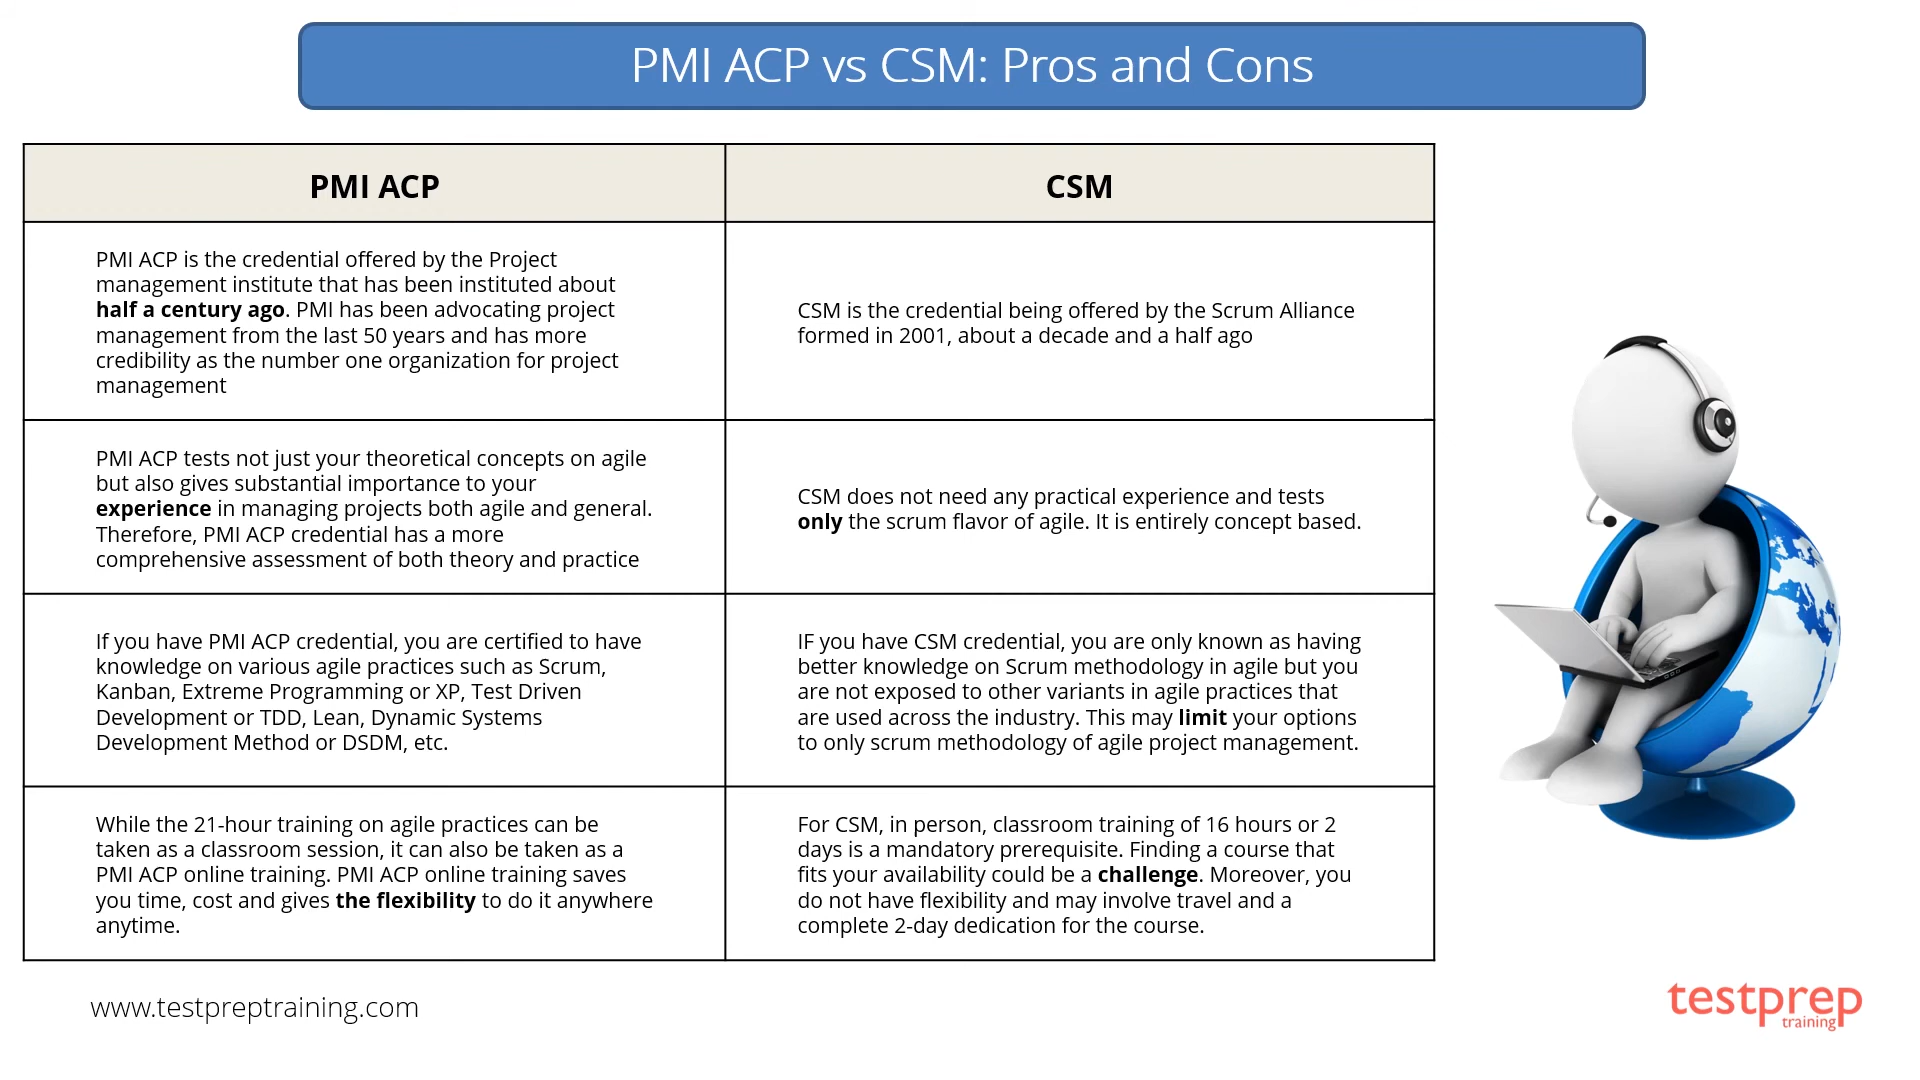 PMI ACP vs CSM: Pros and Cons
PMI ACP
CSM
PMI ACP is the credential offered by the Project
management institute that has been instituted about
half a century ago. PMI has been advocating project
management from the last 50 years and has more
credibility as the number one organization for project
management
CSM is the credential being offered by the Scrum Alliance
formed in 2001, about a decade and a half ago
PMI ACP tests not just your theoretical concepts on agile
but also gives substantial importance to your
experience in managing projects both agile and general.
Therefore, PMI ACP credential has a more
comprehensive assessment of both theory and practice
CSM does not need any practical experience and tests
only the scrum flavor of agile. It is entirely concept based.
If you have PMI ACP credential, you are certified to have
knowledge on various agile practices such as Scrum,
Kanban, Extreme Programming or XP, Test Driven
Development or TDD, Lean, Dynamic Systems
Development Method or DSDM, etc.
IF you have CSM credential, you are only known as having
better knowledge on Scrum methodology in agile but you
are not exposed to other variants in agile practices that
are used across the industry. This may limit your options
to only scrum methodology of agile project management.
While the 21-hour training on agile practices can be
taken as a classroom session, it can also be taken as a
PMI ACP online training. PMI ACP online training saves
you time, cost and gives the flexibility to do it anywhere
anytime.
For CSM, in person, classroom training of 16 hours or 2
days is a mandatory prerequisite. Finding a course that
fits your availability could be a challenge. Moreover, you
do not have flexibility and may involve travel and a
complete 2-day dedication for the course.
www.testpreptraining.com
testprep
training